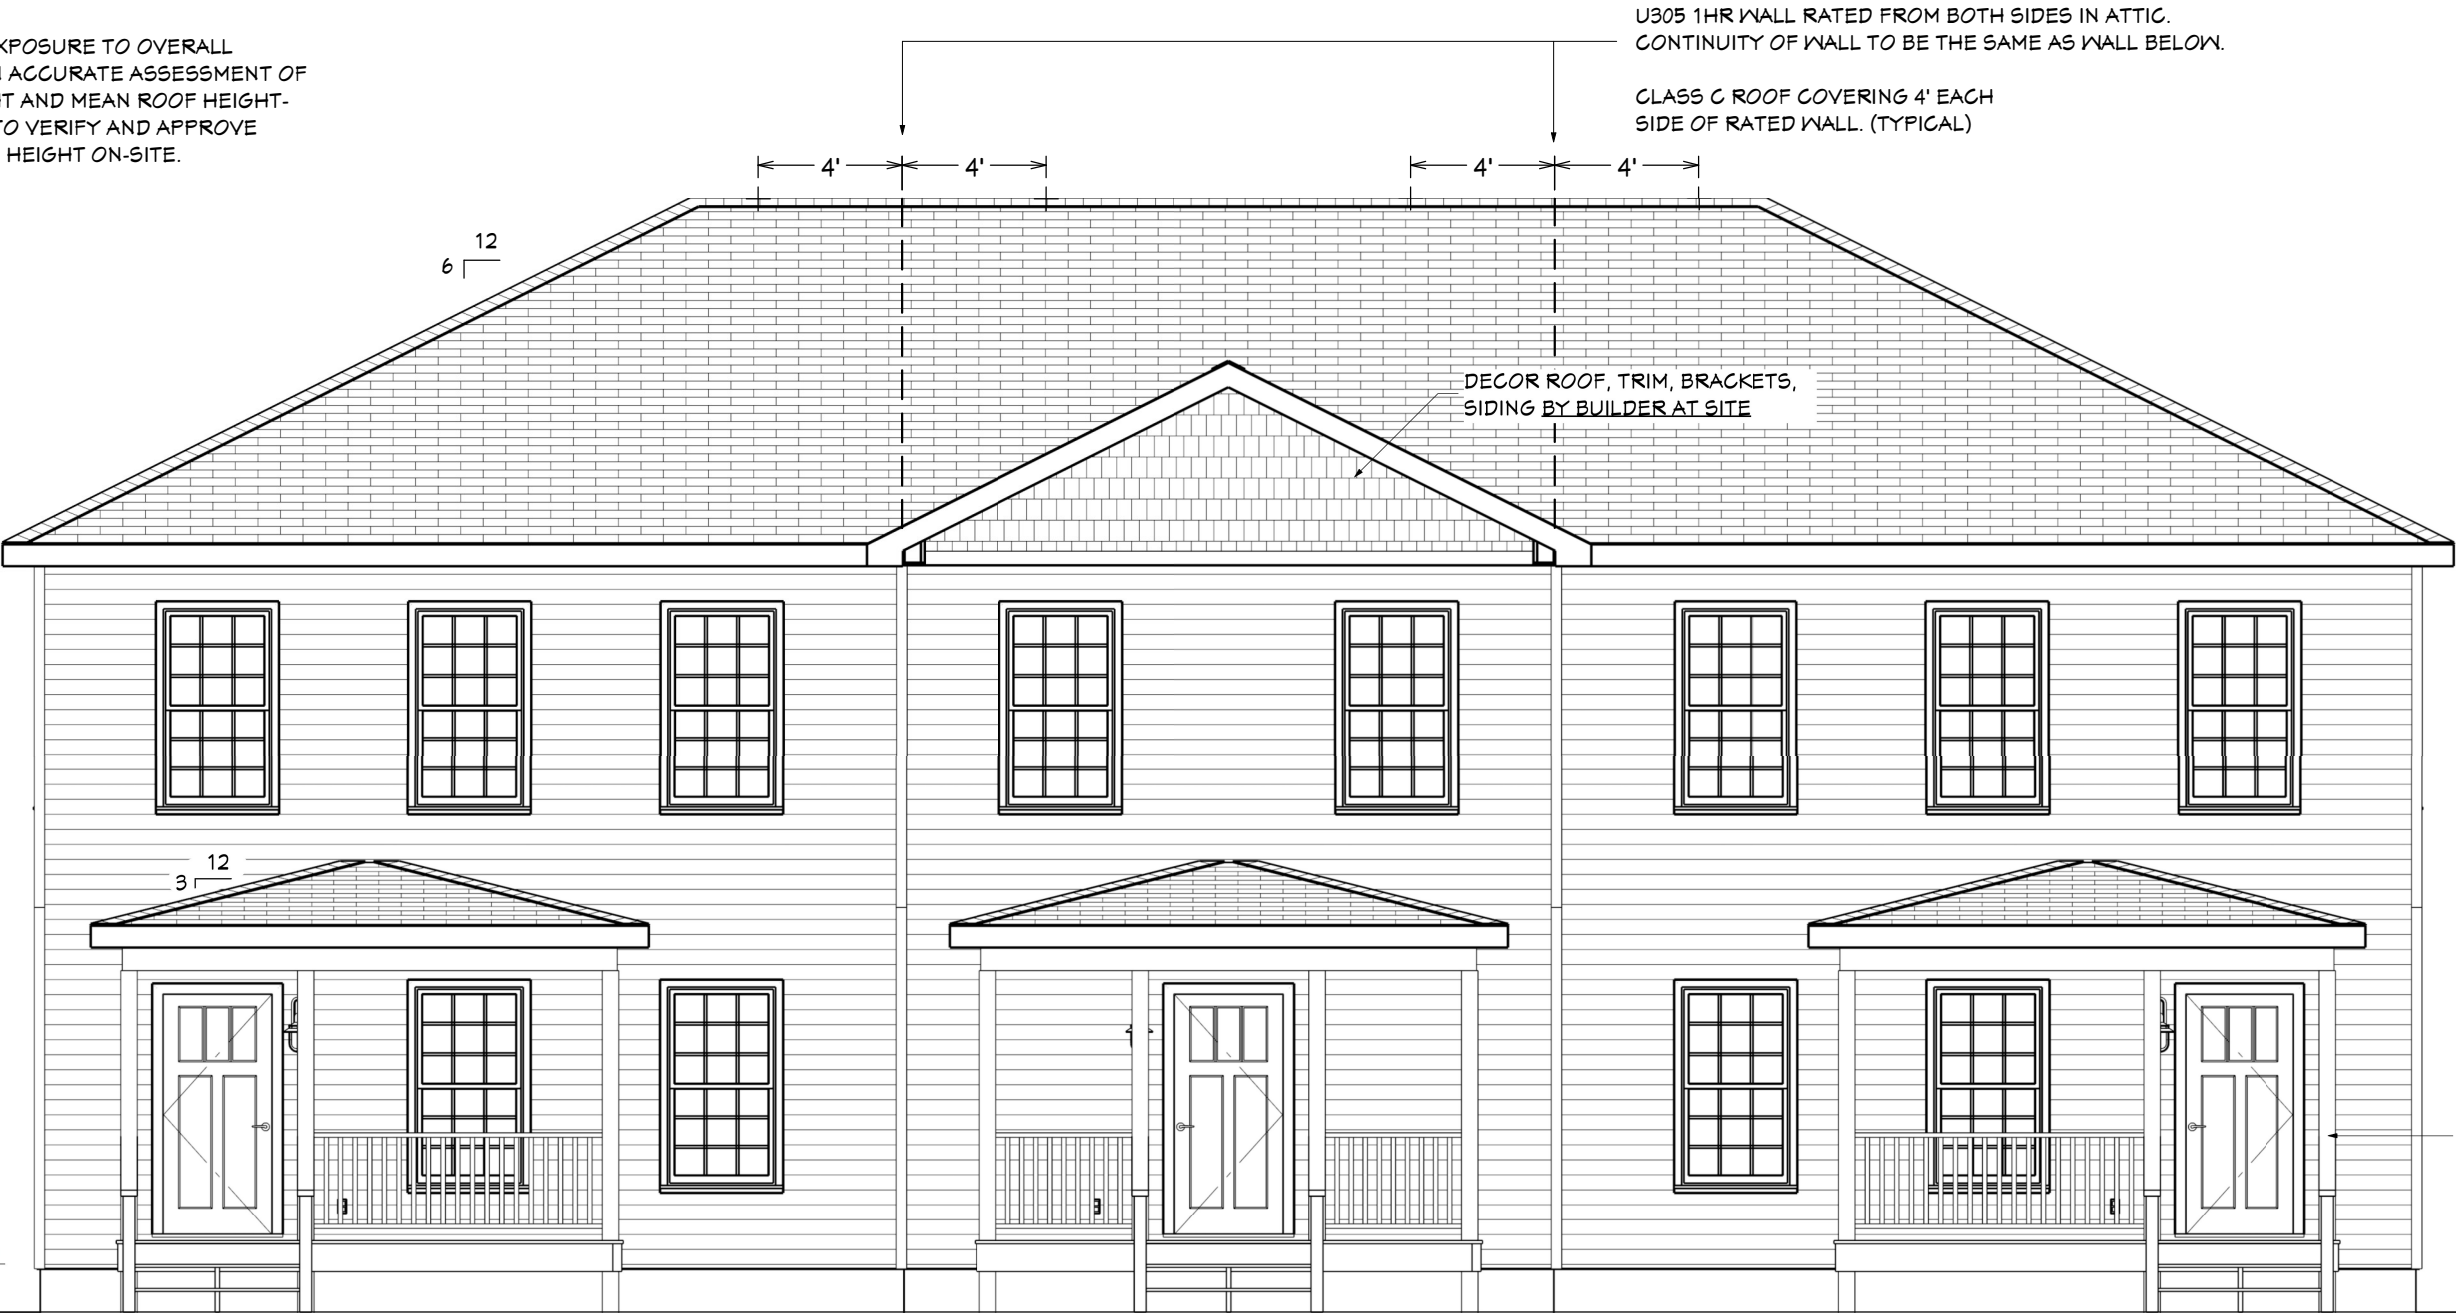 XPOSURE TO OVERALL
ACCURATE ASSESSMENT OF
T AND MEAN ROOF HEIGHT-
TO VERIFY AND APPROVE
HEIGHT ON-SITE.
U305 1HR WALL RATED FROM BOTH SIDES IN ATTIC.
CONTINUITY OF WALL TO BE THE SAME AS WALL BELOW.
CLASS C ROOF COVERING 4' EACH
SIDE OF RATED WALL. (TYPICAL)
4' 4' 4' 4'
12
6
DECOR ROOF, TRIM, BRACKETS,
SIDING BY BUILDER AT SITE
12
3